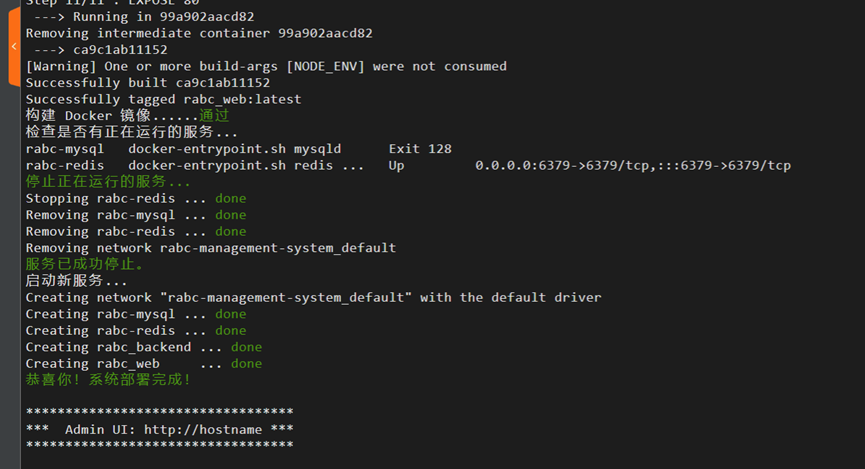 Step 11/11 : EXPOSE 80
---> Running in 99a902aacd82
Removing intermediate container 99a902aacd82
---> ca9c1ab11152
[Warning] One or more build-args [NODE_ENV] were not consumed
Successfully built ca9c1ab11152
Successfully tagged rabc_web:latest
构建 Docker 镜像......通过
检查是否有正在运行的服务...
rabc-mysql   docker-entrypoint.sh mysqld      Exit 128
rabc-redis   docker-entrypoint.sh redis ...   Up         0.0.0.0:6379->6379/tcp,:::6379->6379/tcp
停止正在运行的服务...
Stopping rabc-redis ... done
Removing rabc-mysql ... done
Removing rabc-redis ... done
Removing network rabc-management-system_default
服务已成功停止。
启动新服务...
Creating network "rabc-management-system_default" with the default driver
Creating rabc-mysql ... done
Creating rabc-redis ... done
Creating rabc_backend ... done
Creating rabc_web     ... done
恭喜你！系统部署完成！
**********************************
***  Admin UI: http://hostname ***
**********************************